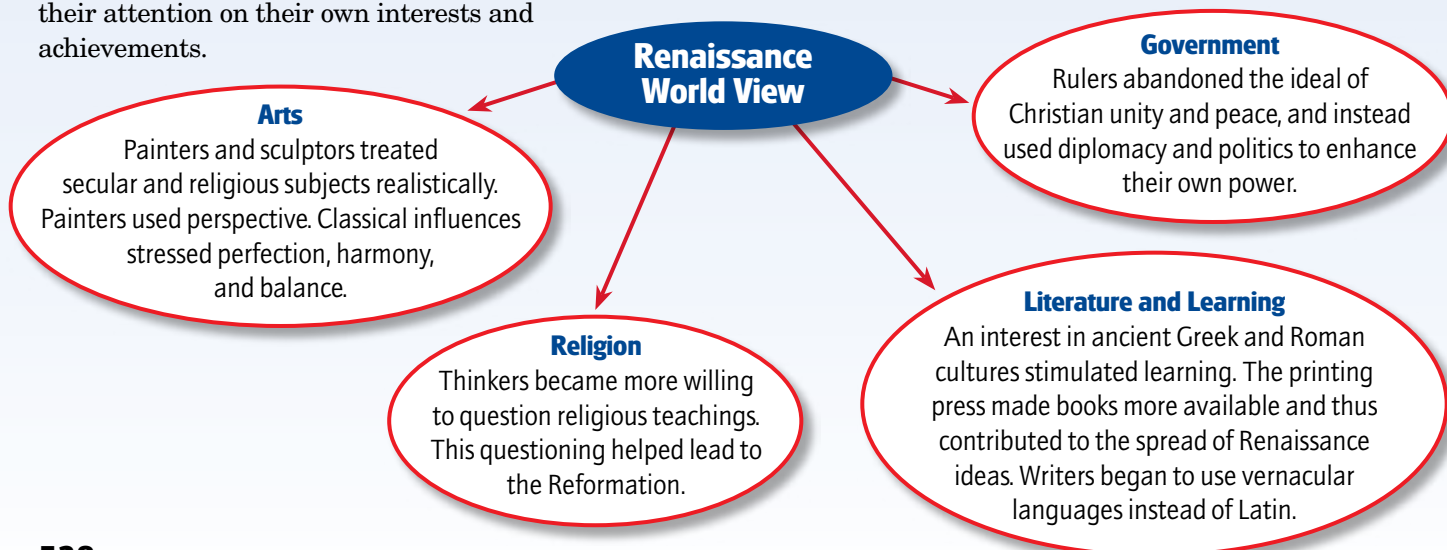 their attention on their own interests and
achievements.
Renaissance
World View
Arts
Painters and sculptors treated
secular and religious subjects realistically.
Painters used perspective. Classical influences
stressed perfection, harmony,
and balance.
Religion
Thinkers became more willing
to question religious teachings.
This questioning helped lead to
the Reformation.
Government
Rulers abandoned the ideal of
Christian unity and peace, and instead
used diplomacy and politics to enhance
their own power.
Literature and Learning
An interest in ancient Greek and Roman
cultures stimulated learning. The printing
press made books more available and thus
contributed to the spread of Renaissance
ideas. Writers began to use vernacular
languages instead of Latin.